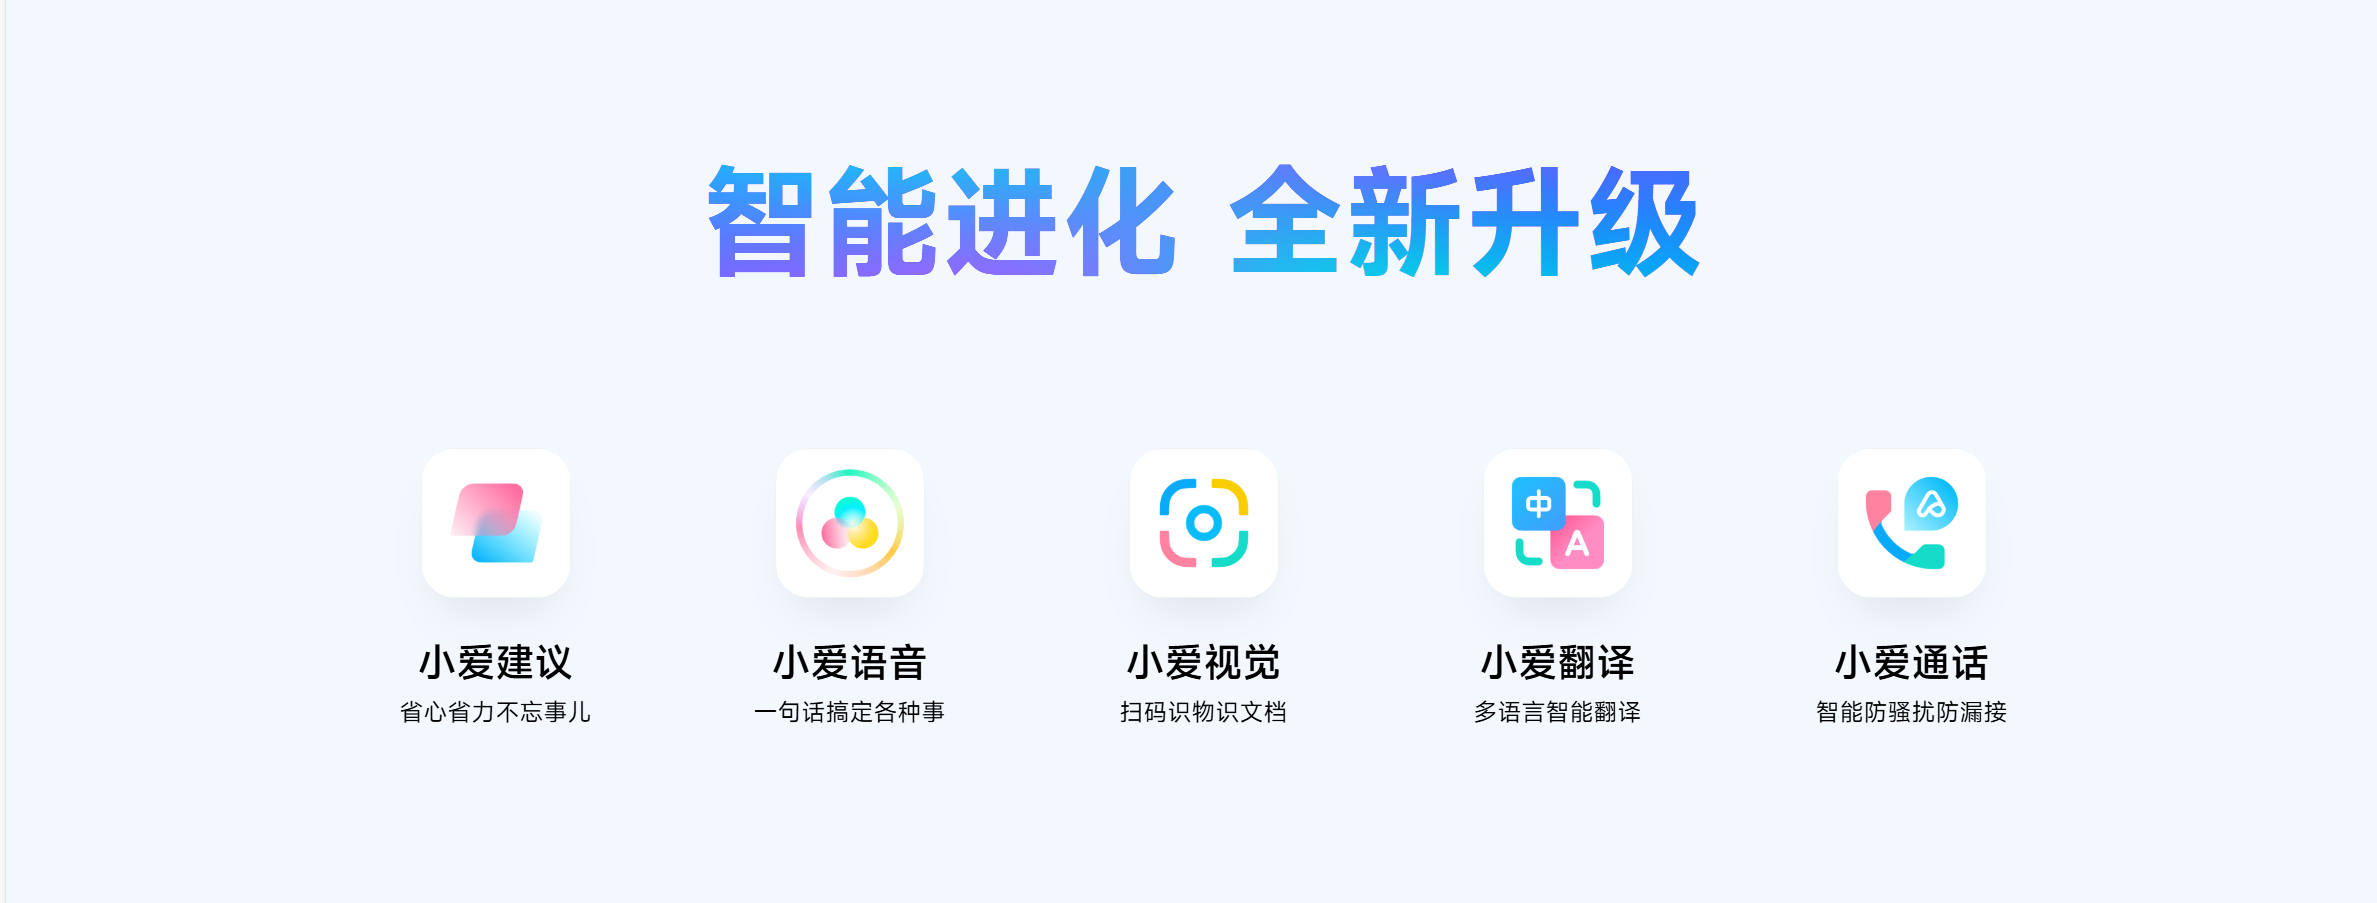 智能进化 全新升级
中
A
小爱建议
省心省力不忘事儿
小爱语音
一句话搞定各种事
小爱视觉
扫码识物识文档
小爱翻译
多语言智能翻译
小爱通话
智能防骚扰防漏接